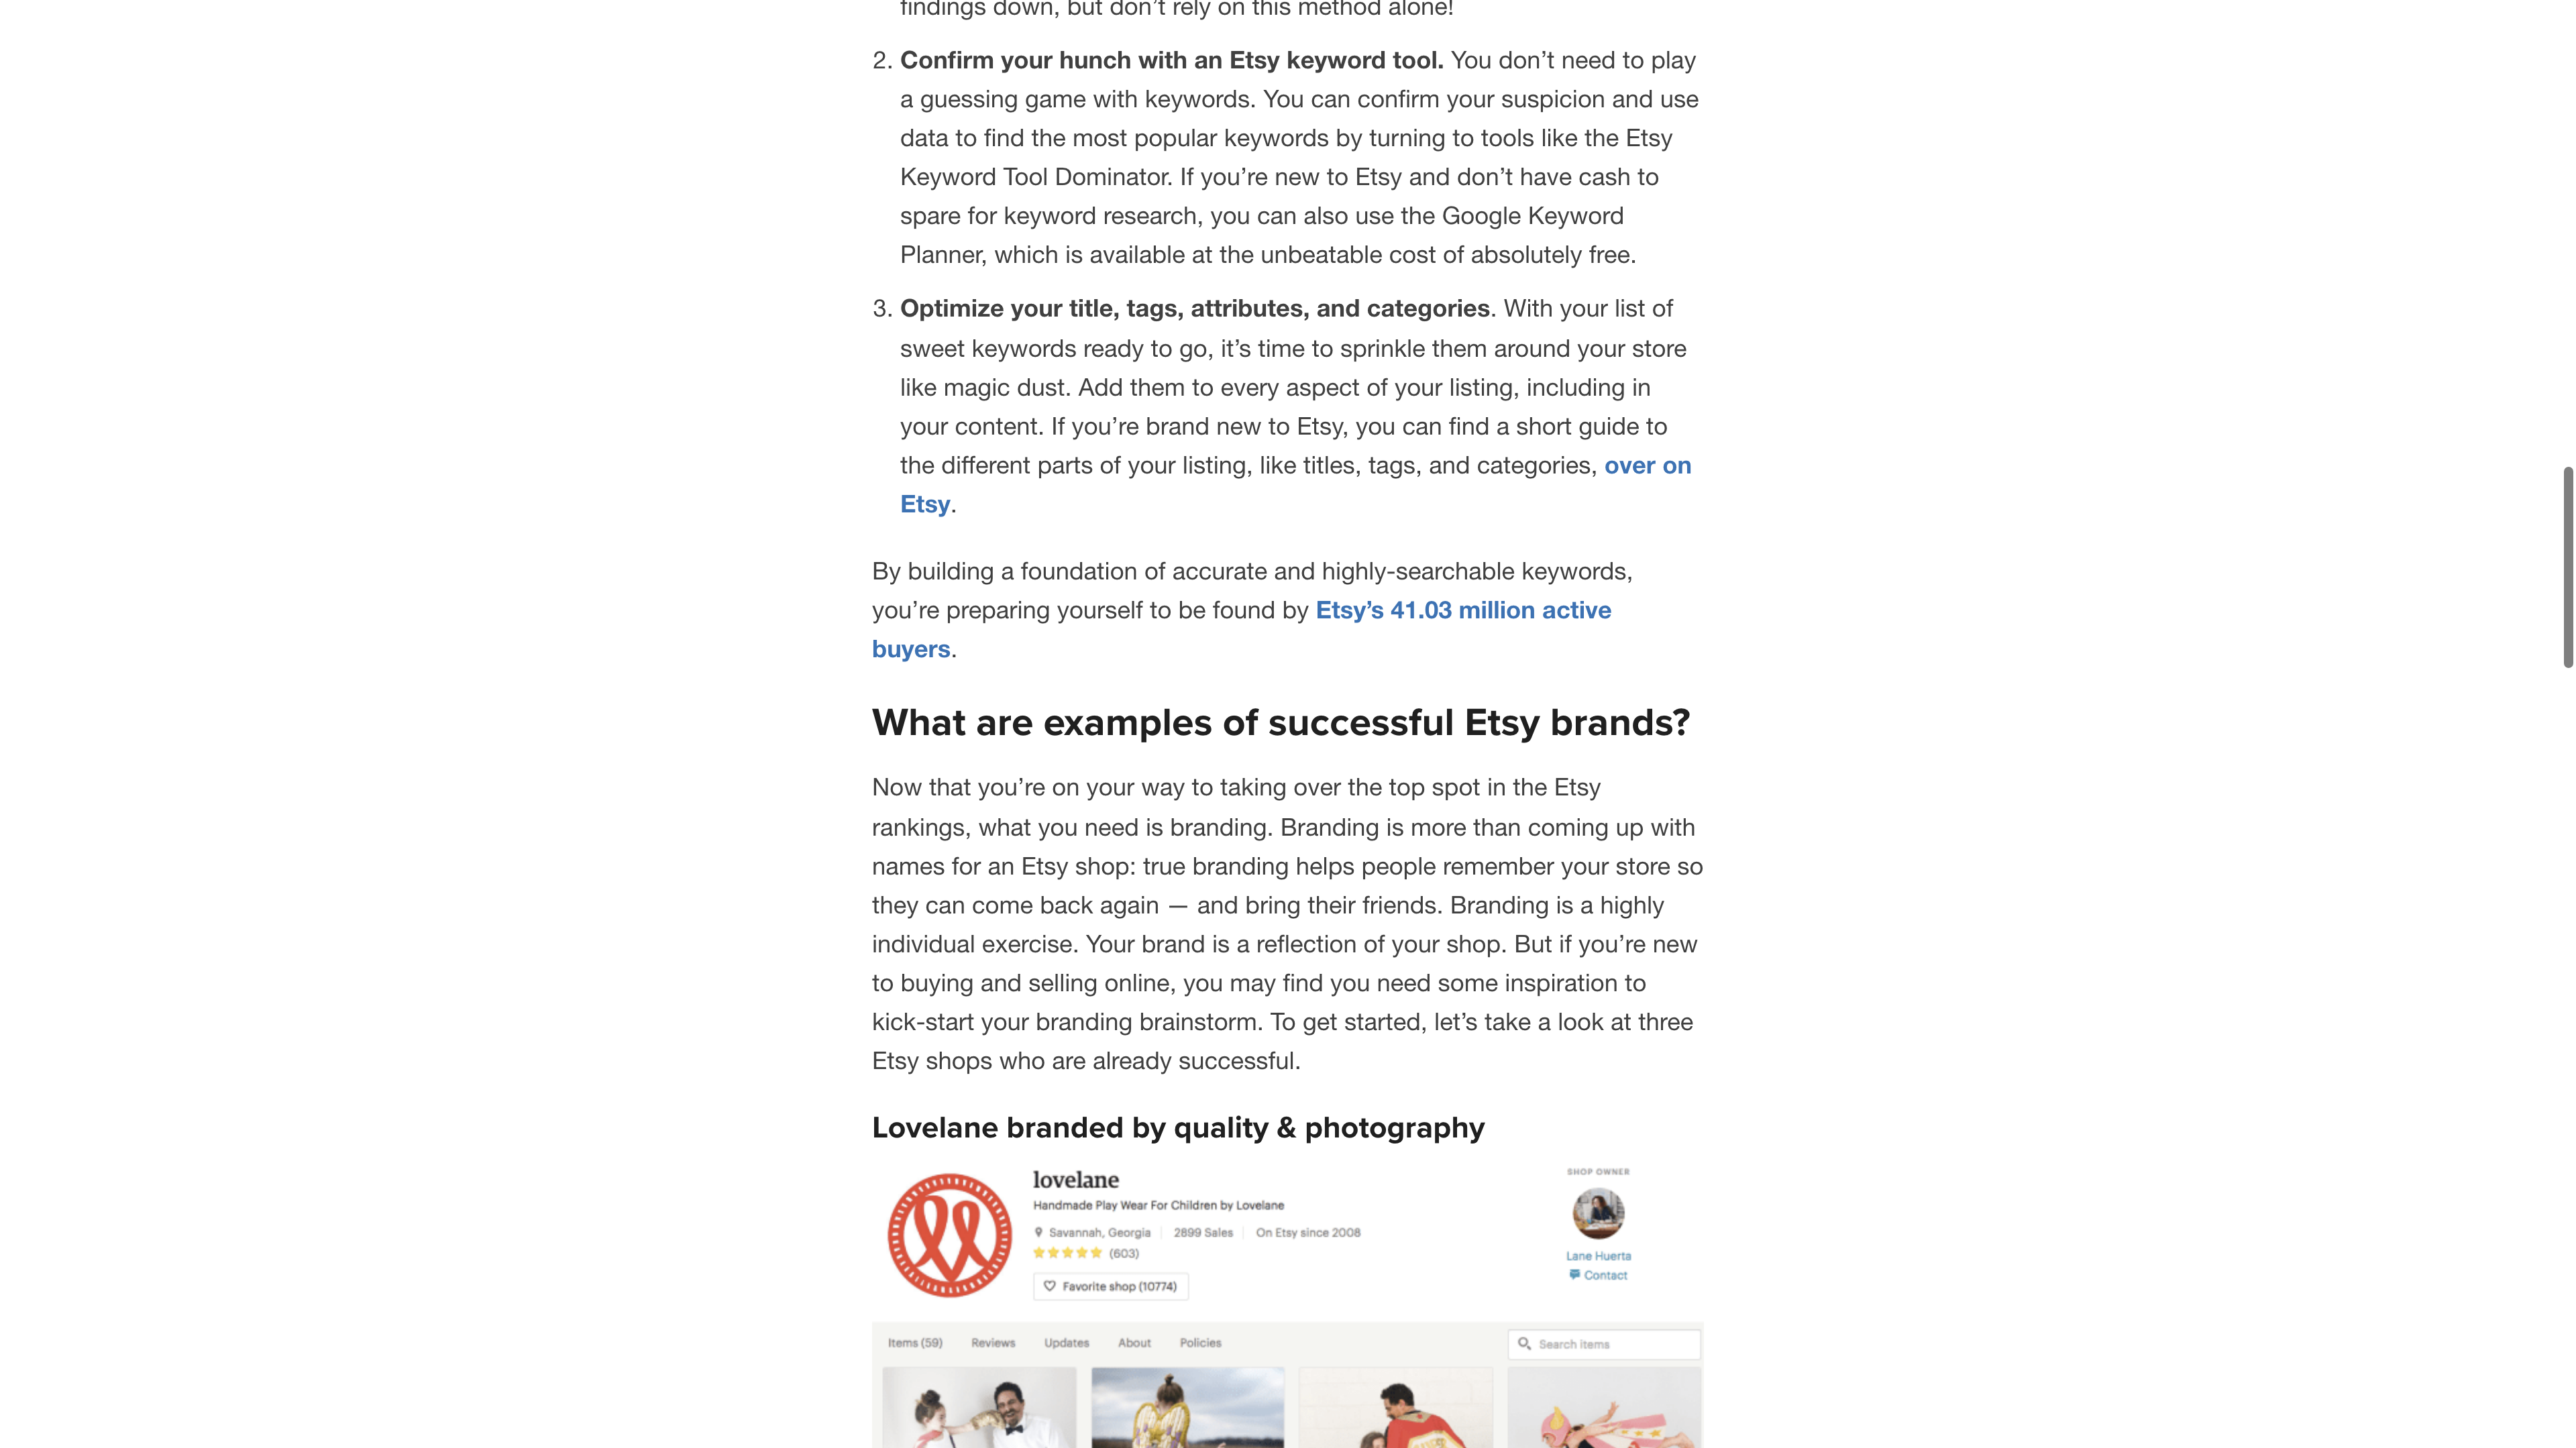 findings down, but don’t rely on this method alone!
2. Confirm your hunch with an Etsy keyword tool. You don’t need to play
a guessing game with keywords. You can confirm your suspicion and use
data to find the most popular keywords by turning to tools like the Etsy
Keyword Tool Dominator. If you’re new to Etsy and don’t have cash to
spare for keyword research, you can also use the Google Keyword
Planner, which is available at the unbeatable cost of absolutely free.
3. Optimize your title, tags, attributes, and categories. With your list of
sweet keywords ready to go, it’s time to sprinkle them around your store
like magic dust. Add them to every aspect of your listing, including in
your content. If you’re brand new to Etsy, you can find a short guide to
the different parts of your listing, like titles, tags, and categories, over on
Etsy.
By building a foundation of accurate and highly-searchable keywords,
you’re preparing yourself to be found by Etsy’s 41.03 million active
buyers.
What are examples of successful Etsy brands?
Now that you’re on your way to taking over the top spot in the Etsy
rankings, what you need is branding. Branding is more than coming up with
names for an Etsy shop: true branding helps people remember your store so
they can come back again — and bring their friends. Branding is a highly
individual exercise. Your brand is a reflection of your shop. But if you’re new
to buying and selling online, you may find you need some inspiration to
kick-start your branding brainstorm. To get started, let’s take a look at three
Etsy shops who are already successful.
Lovelane branded by quality & photography
lovelane
Handmade Play Wear For Children by Lovelane
Savannah, Georgia 2899 Sales On Etsy since 2008
(603)
Favorite shop (10774)
SHOP OWNER
Lane Huerta
Contact
Items (59) Reviews Updates About Policies Search items